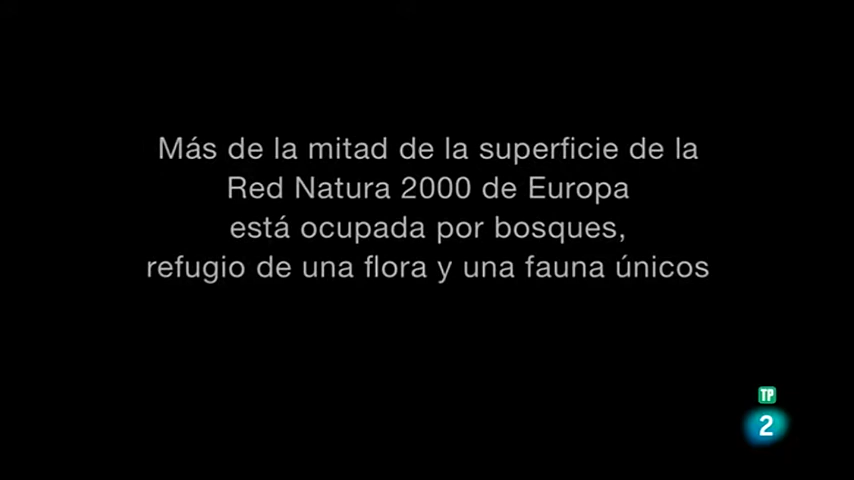 Más de la mitad de la superficie de la
Red Natura 2000 de Europa
está ocupada por bosques,
refugio de una flora y una fauna únicos
TP
2